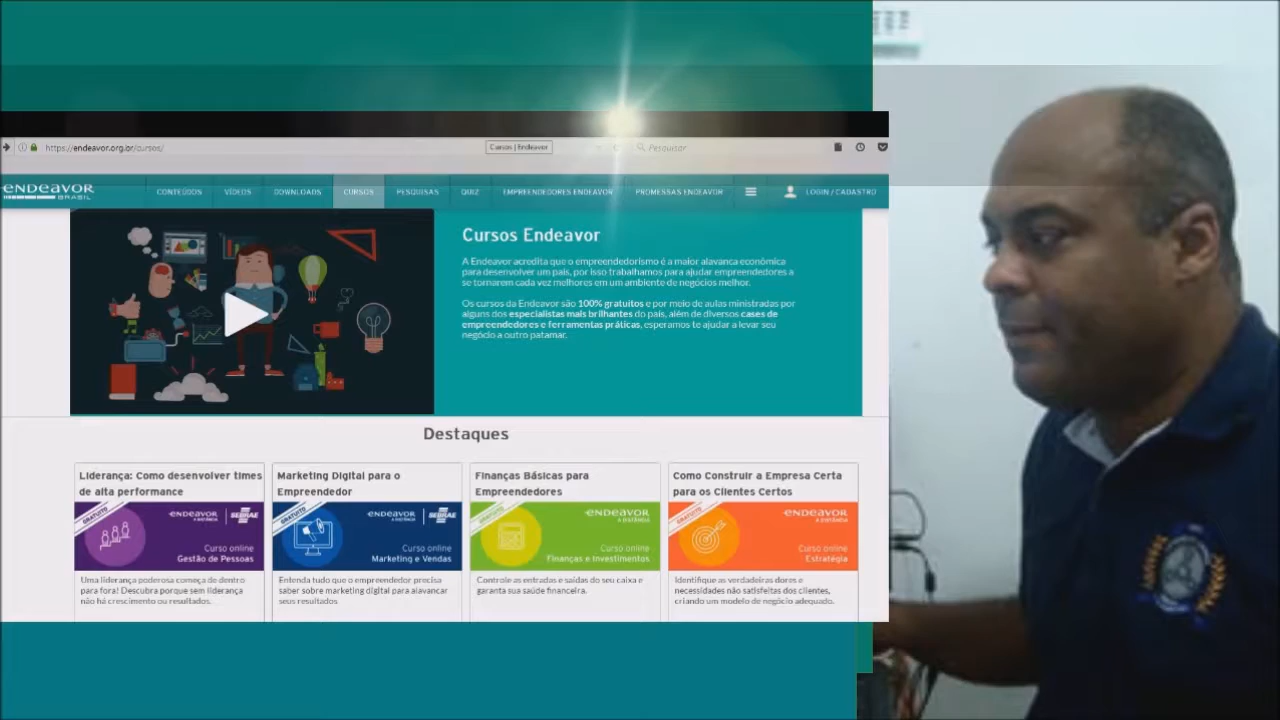 https://endeavor.org.br/cursos/
Cursos | Endeavor
Pesquisar
ENDEAVOR
BRASIL
CONTEÚDOS
VÍDEOS
DOWNLOADS
CURSOS
PESQUISAS
QUIZ
EMPREENDEDORES ENDEAVOR
PROMESSAS ENDEAVOR
LOGIN / CADASTRO
Cursos Endeavor
A Endeavor acredita que o empreendedorismo é a maior alavanca econômica
para desenvolver um país, por isso trabalhamos para ajudar empreendedores a
se tornarem cada vez melhores em um ambiente de negócios melhor.
Os cursos da Endeavor são 100% gratuitos e por meio de aulas ministradas por
alguns dos especialistas mais brilhantes do país, além de diversos cases de
empreendedores e ferramentas práticas, esperamos te ajudar a levar seu
negócio a outro patamar.
Destaques
Liderança: Como desenvolver times
de alta performance
GRATUITO
ENDEAVOR
A DISTÂNCIA
SEBRAE
Curso online
Gestão de Pessoas
Uma liderança poderosa começa de dentro
para fora! Descubra porque sem liderança
não há crescimento ou resultados.
Marketing Digital para o
Empreendedor
GRATUITO
ENDEAVOR
A DISTÂNCIA
SEBRAE
Curso online
Marketing e Vendas
Entenda tudo que o empreendedor precisa
saber sobre marketing digital para alavancar
seus resultados
Finanças Básicas para
Empreendedores
GRATUITO
ENDEAVOR
A DISTÂNCIA
Curso online
Finanças e Investimentos
Controle as entradas e saídas do seu caixa e
garanta sua saúde financeira.
Como Construir a Empresa Certa
para os Clientes Certos
GRATUITO
ENDEAVOR
A DISTÂNCIA
Curso online
Estratégia
Identifique as verdadeiras dores e
necessidades não satisfeitas dos clientes,
criando um modelo de negócio adequado.